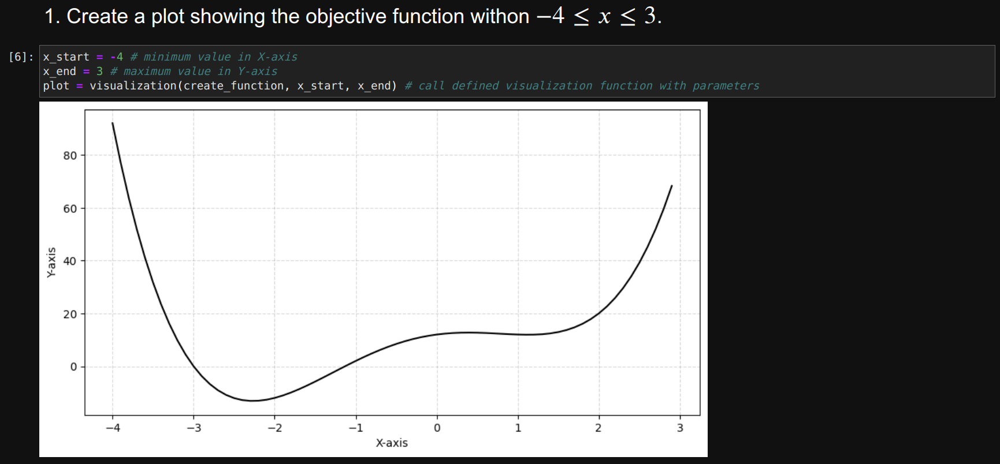 1. Create a plot showing the objective function withon −4 ≤ x ≤ 3.
[6]: x_start = -4 # minimum value in X-axis
x_end = 3 # maximum value in Y-axis
plot = visualization(create_function, x_start, x_end) # call defined visualization function with parameters
80
60
40
20
0
Y-axis
−4 −3 −2 −1 0 1 2 3
X-axis